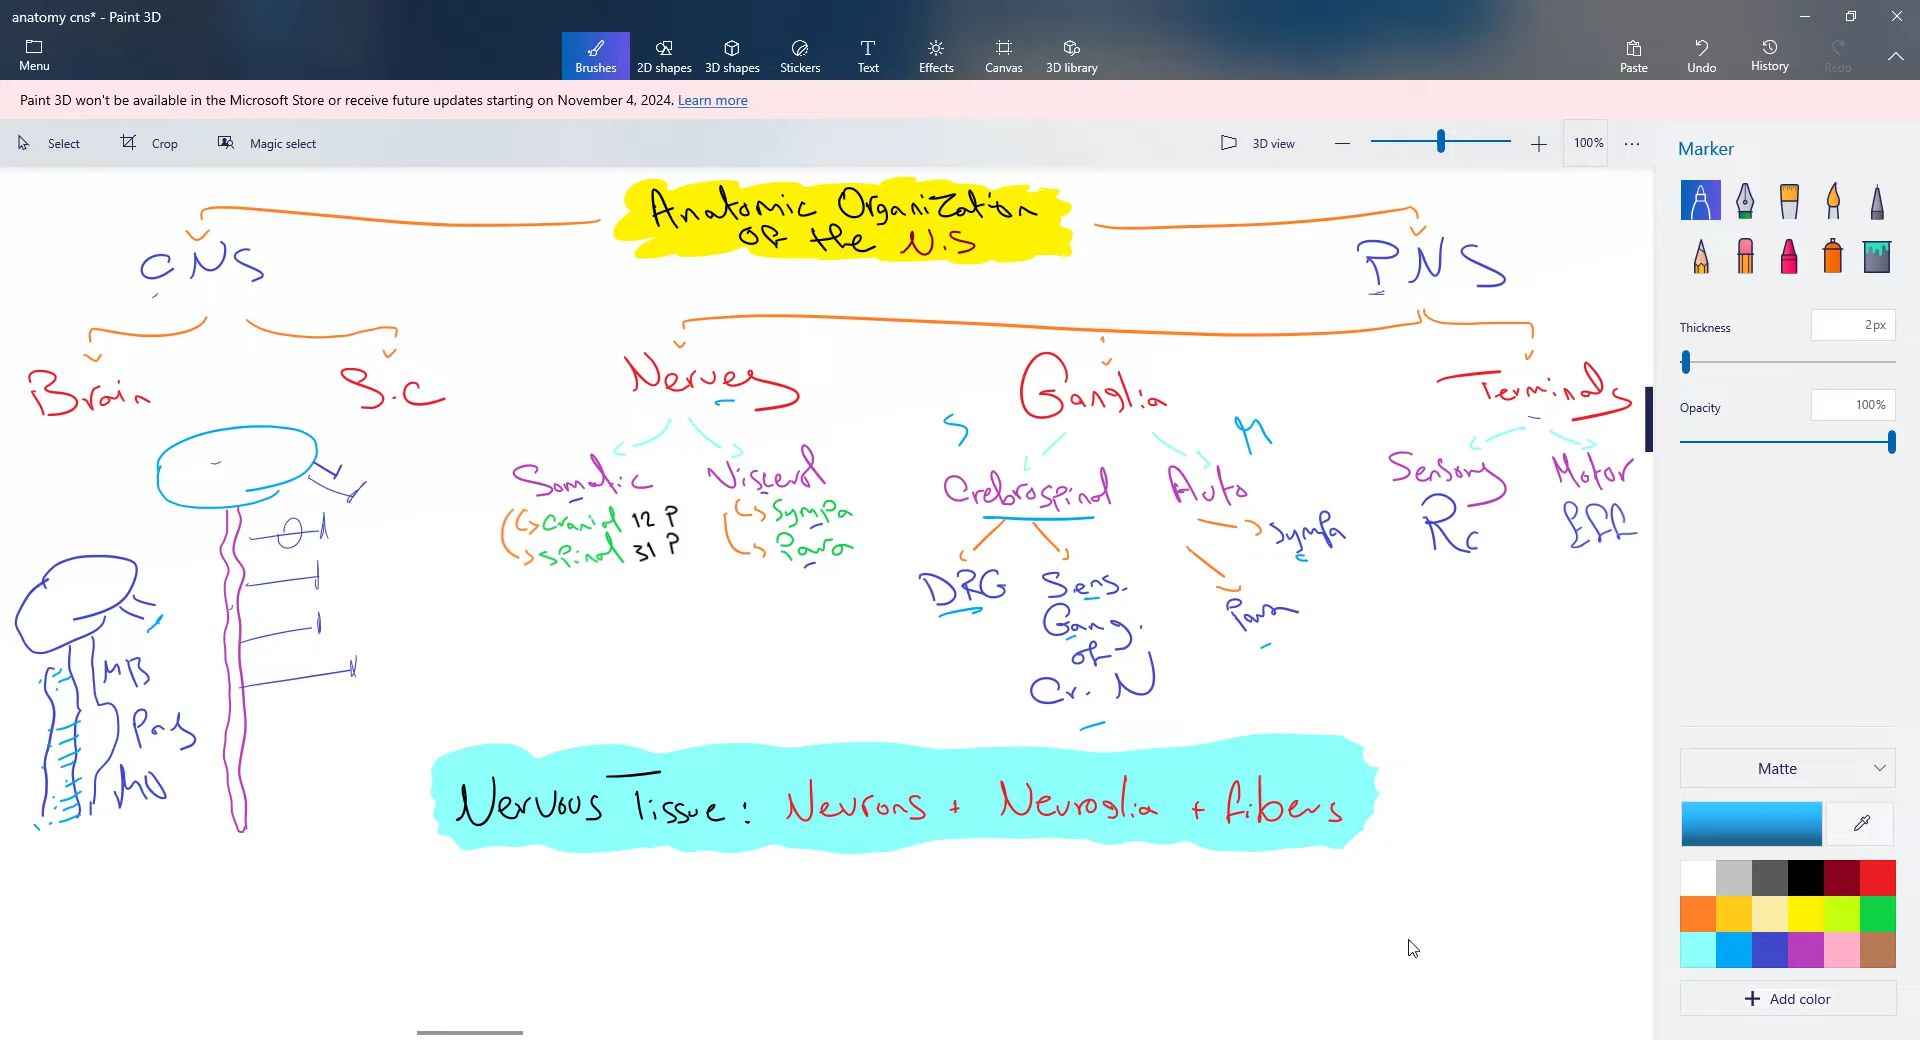 anatomy cns* - Paint 3D
Menu
Brushes
2D shapes
3D shapes
Stickers
Text
Effects
Canvas
3D library
Paste
Undo
History
Redo
Paint 3D won't be available in the Microsoft Store or receive future updates starting on November 4, 2024. Learn more
Select
Crop
Magic select
3D view
100%
Marker
Thickness
2px
Opacity
100%
Matte
Add color
Anatomic Organization
of the N.S
CNS
PNS
Brain
S.C
Nerves
Ganglia
Terminals
S
M
Somatic
Visceral
Crebrospinal
Auto
Sensory
Motor
Cranial 12 P
Spinal 31 P
Sympa
Para
Sympa
Para
Rc
Eff
DRG
Sens.
Gang.
of
Cr. N
MB
Pons
MO
Nervous Tissue: Neurons + Neuroglia + fibers